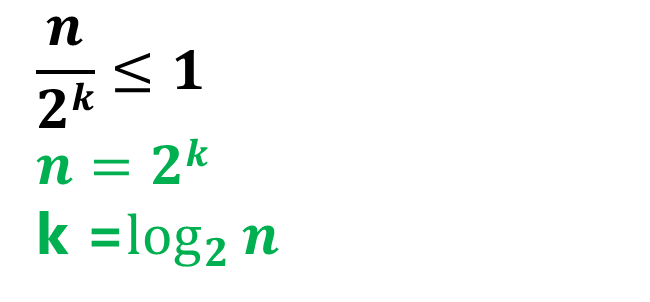 n/2^k ≤ 1
n = 2^k
k =log₂ n